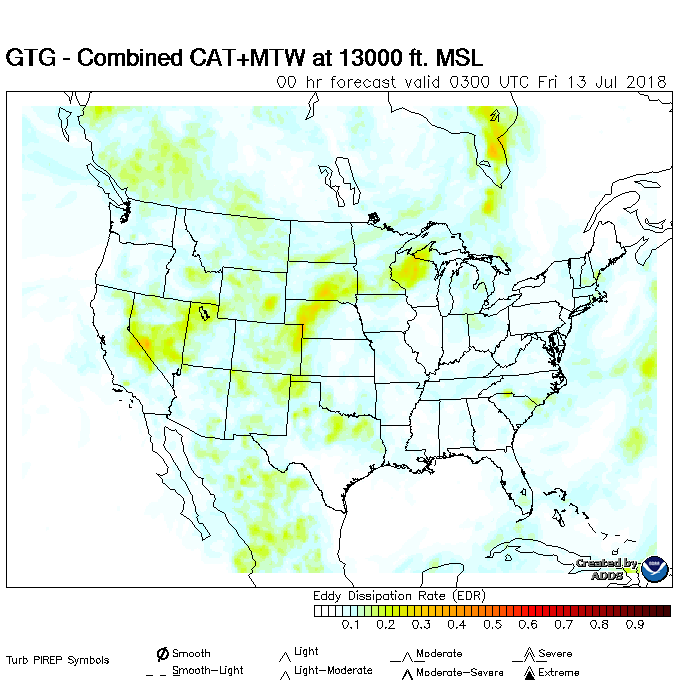 GTG - Combined CAT+MTW at 13000 ft. MSL
00 hr forecast valid 0300 UTC Fri 13 Jul 2018
Created by
ADDS
Eddy Dissipation Rate (EDR)
0.1 0.2 0.3 0.4 0.5 0.6 0.7 0.8 0.9
Turb PIREP Symbols
Smooth Light Moderate Severe
Smooth-Light Light-Moderate Moderate-Severe Extreme